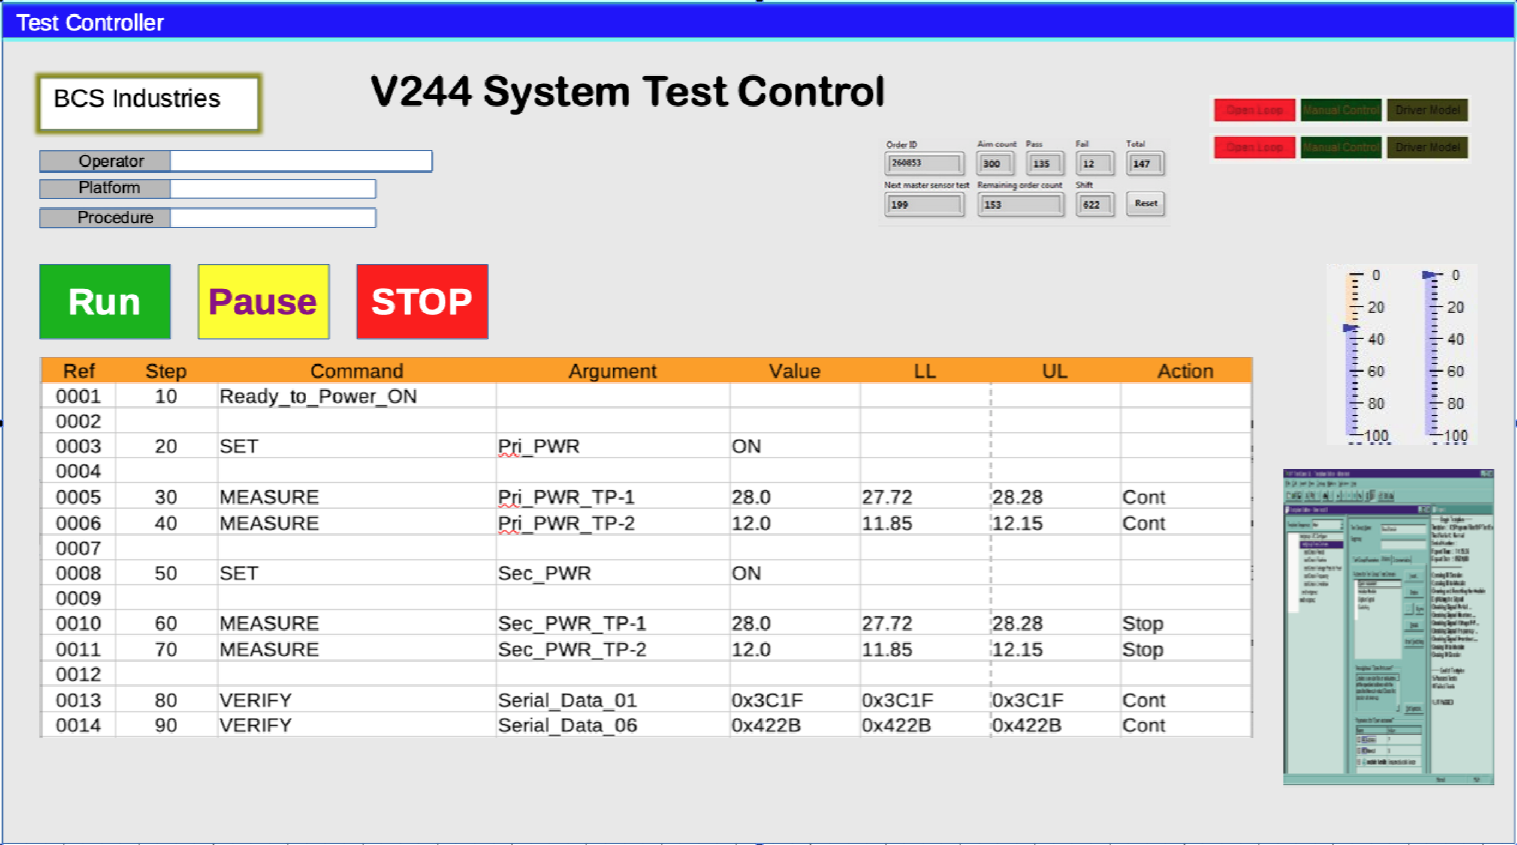 Test Controller
BCS Industries
V244 System Test Control
Open Loop Manual Control Driver Model
Open Loop Manual Control Driver Model
Operator
Platform
Procedure
Order ID Aim count Pass Fail Total
260853 300 135 12 147
Next master sensor test Remaining order count Shift
199 153 622 Reset
Run Pause STOP
0 0
20 20
40 40
60 60
80 80
100 100
Ref Step Command Argument Value LL UL Action
0001 10 Ready_to_Power_ON
0002
0003 20 SET Pri_PWR ON
0004
0005 30 MEASURE Pri_PWR_TP-1 28.0 27.72 28.28 Cont
0006 40 MEASURE Pri_PWR_TP-2 12.0 11.85 12.15 Cont
0007
0008 50 SET Sec_PWR ON
0009
0010 60 MEASURE Sec_PWR_TP-1 28.0 27.72 28.28 Stop
0011 70 MEASURE Sec_PWR_TP-2 12.0 11.85 12.15 Stop
0012
0013 80 VERIFY Serial_Data_01 0x3C1F 0x3C1F 0x3C1F Cont
0014 90 VERIFY Serial_Data_06 0x422B 0x422B 0x422B Cont